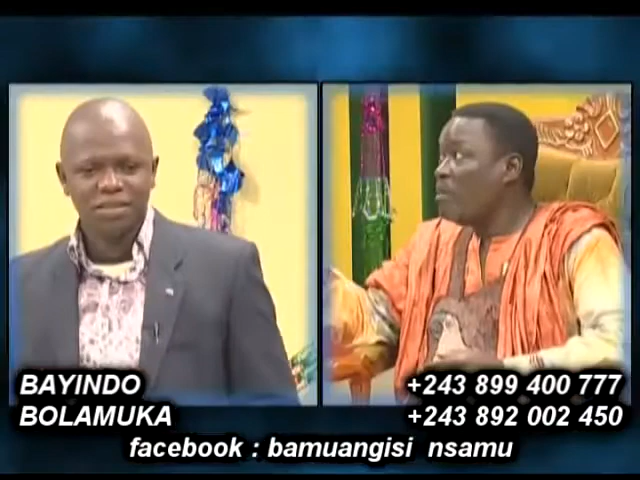 BAYINDO
BOLAMUKA
+243 899 400 777
+243 892 002 450
facebook : bamuangisi nsamu